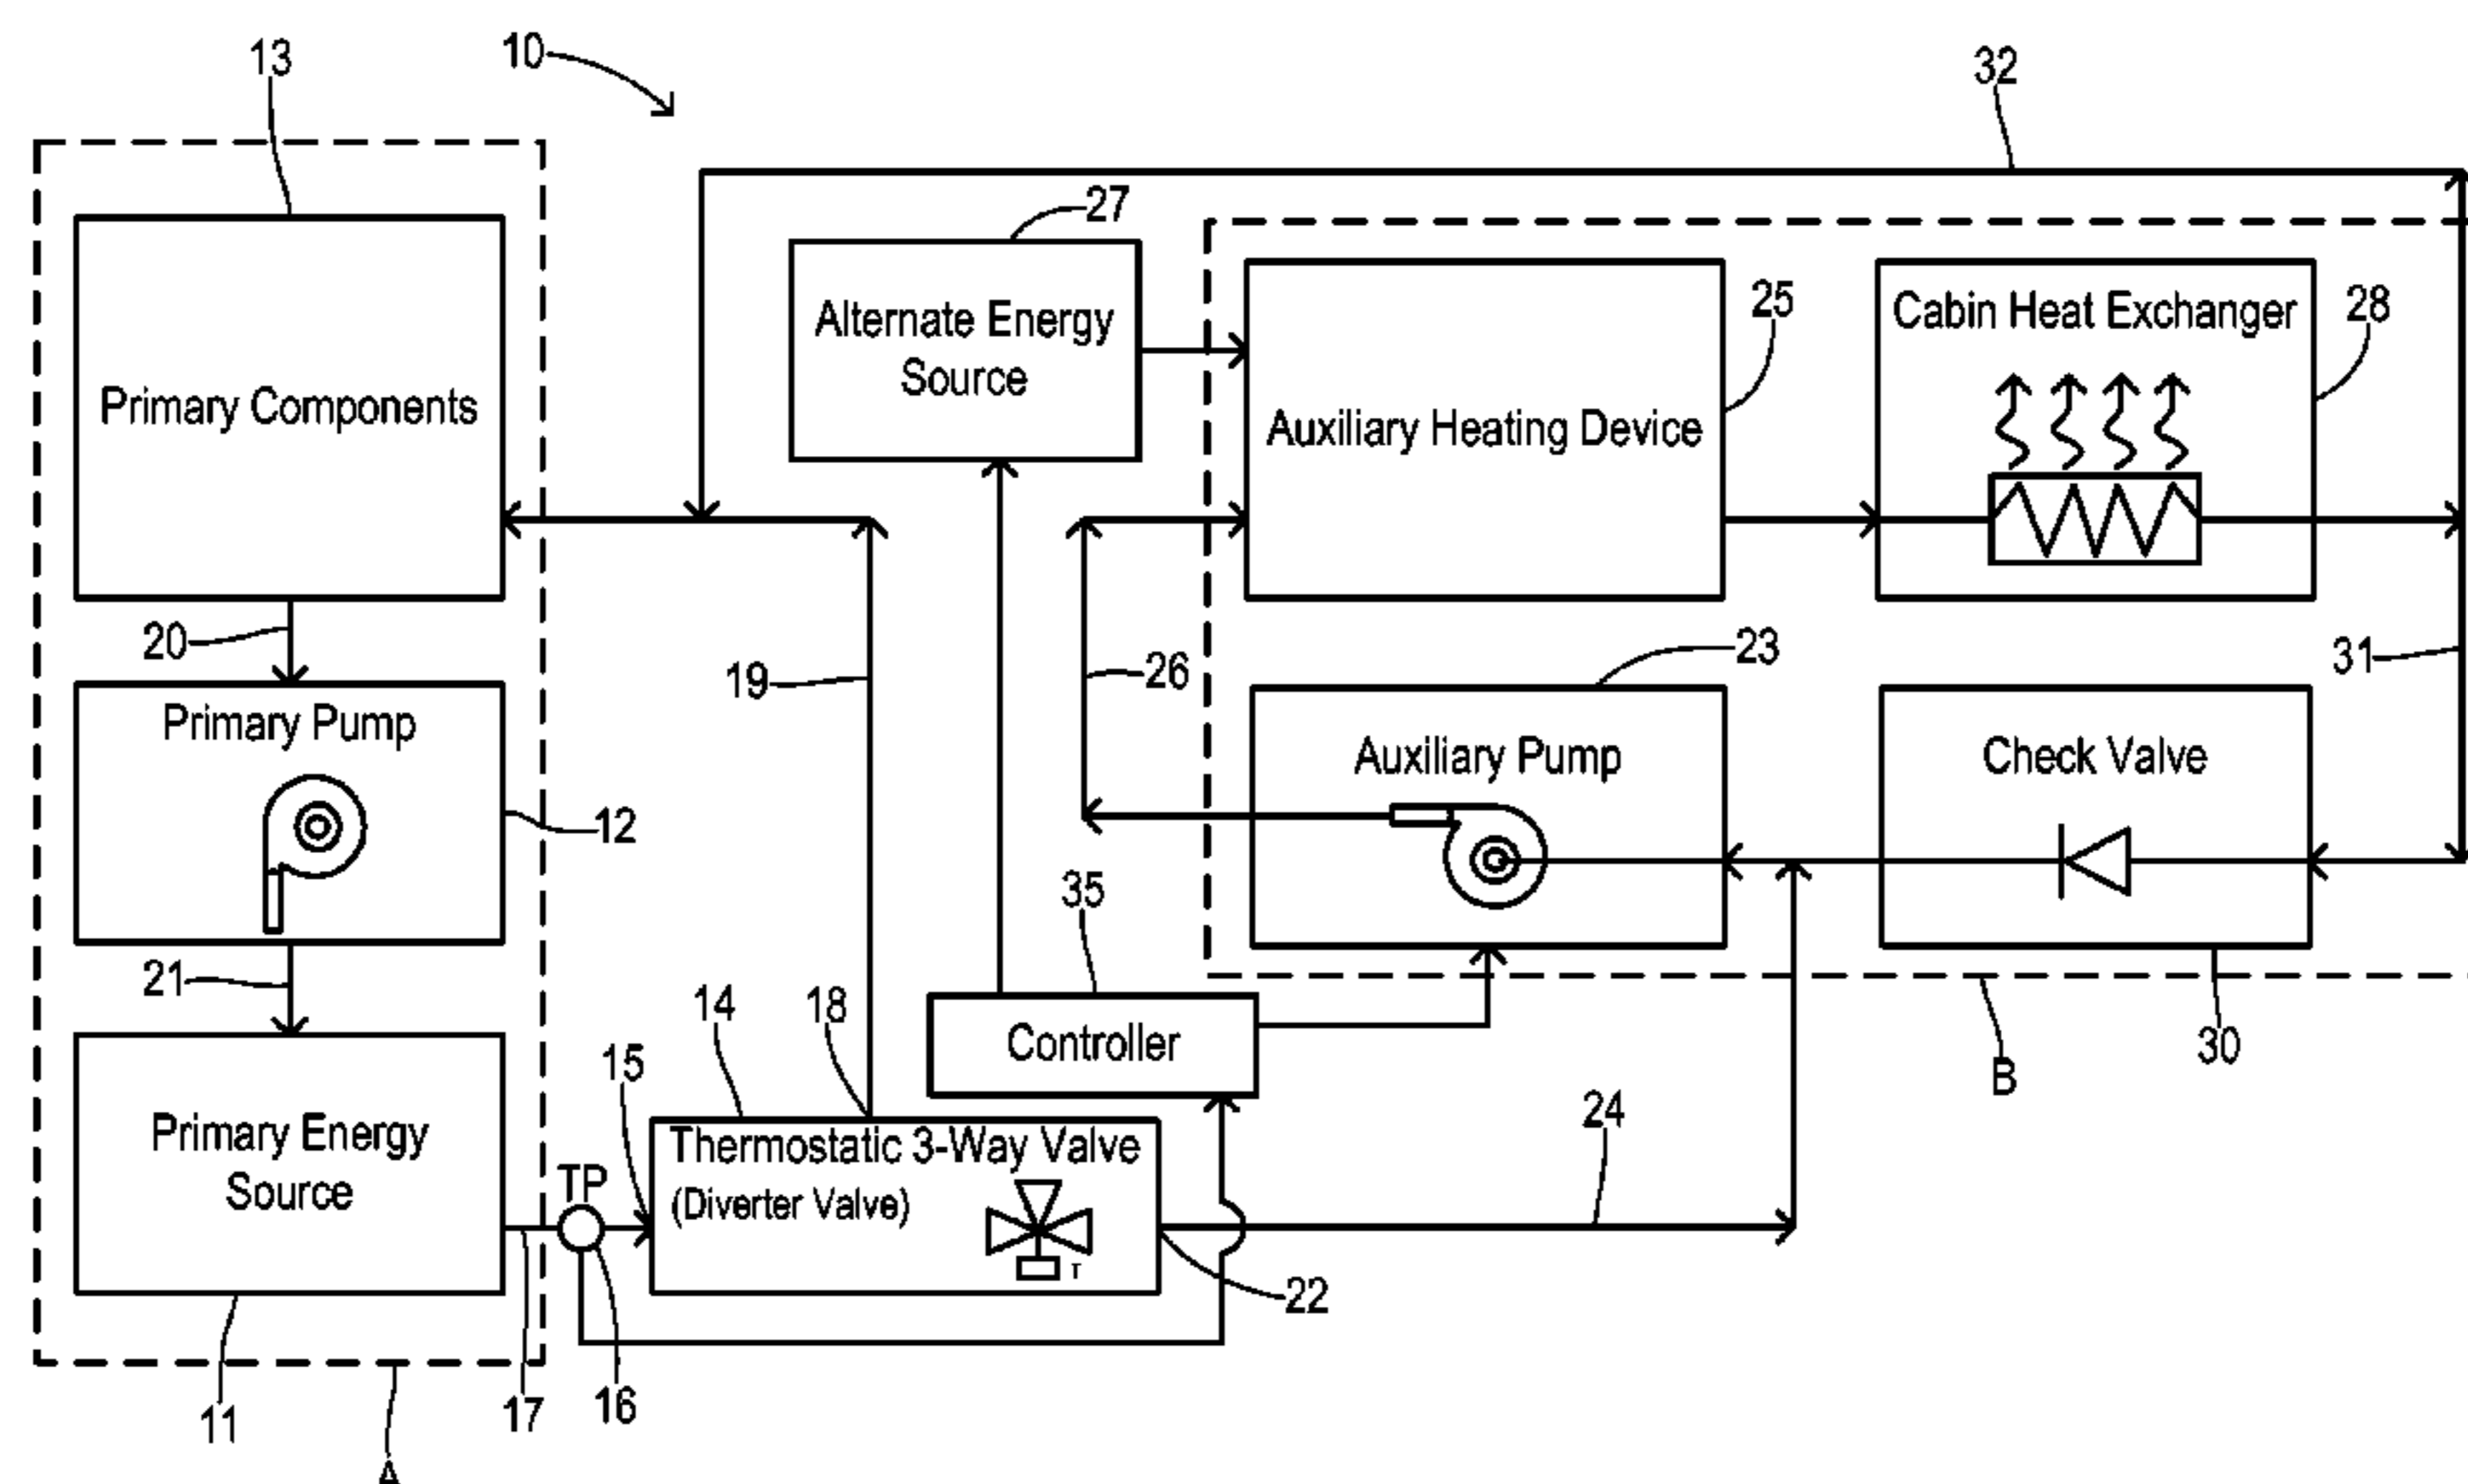 13
10
32
27
Alternate Energy
Source
25
Cabin Heat Exchanger
28
Primary Components
Auxiliary Heating Device
20
19
26
23
31
Primary Pump
Auxiliary Pump
Check Valve
12
35
21
14
18
Controller
30
15
B
24
Primary Energy
Source
TP
Thermostatic 3-Way Valve
(Diverter Valve)
T
22
11
17
16
A